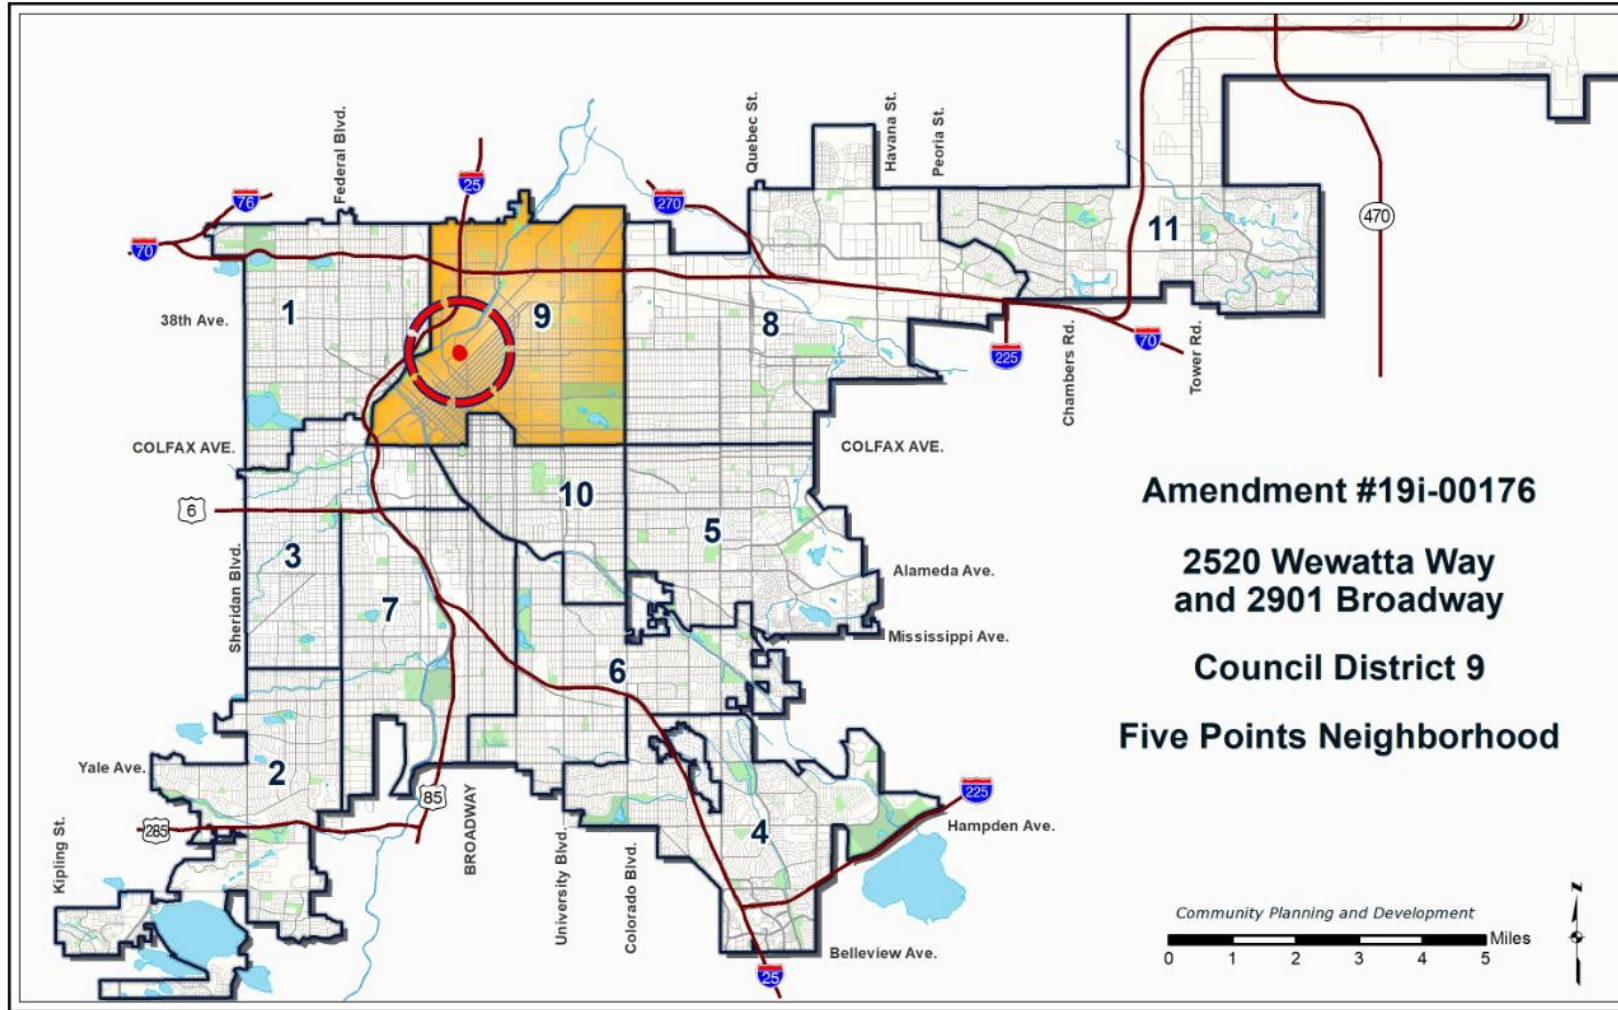 Federal Blvd.
Quebec St.
Havana St.
Peoria St.
76
25
270
70
470
11
38th Ave.
1
9
8
225
70
Chambers Rd.
Tower Rd.
COLFAX AVE.
COLFAX AVE.
6
10
5
3
7
Sheridan Blvd.
Alameda Ave.
Mississippi Ave.
6
Amendment #19i-00176
2520 Wewatta Way
and 2901 Broadway
Council District 9
Five Points Neighborhood
Yale Ave.
2
85
285
Kipling St.
BROADWAY
University Blvd.
Colorado Blvd.
4
225
Hampden Ave.
Belleview Ave.
25
Community Planning and Development
Miles
0 1 2 3 4 5
Z